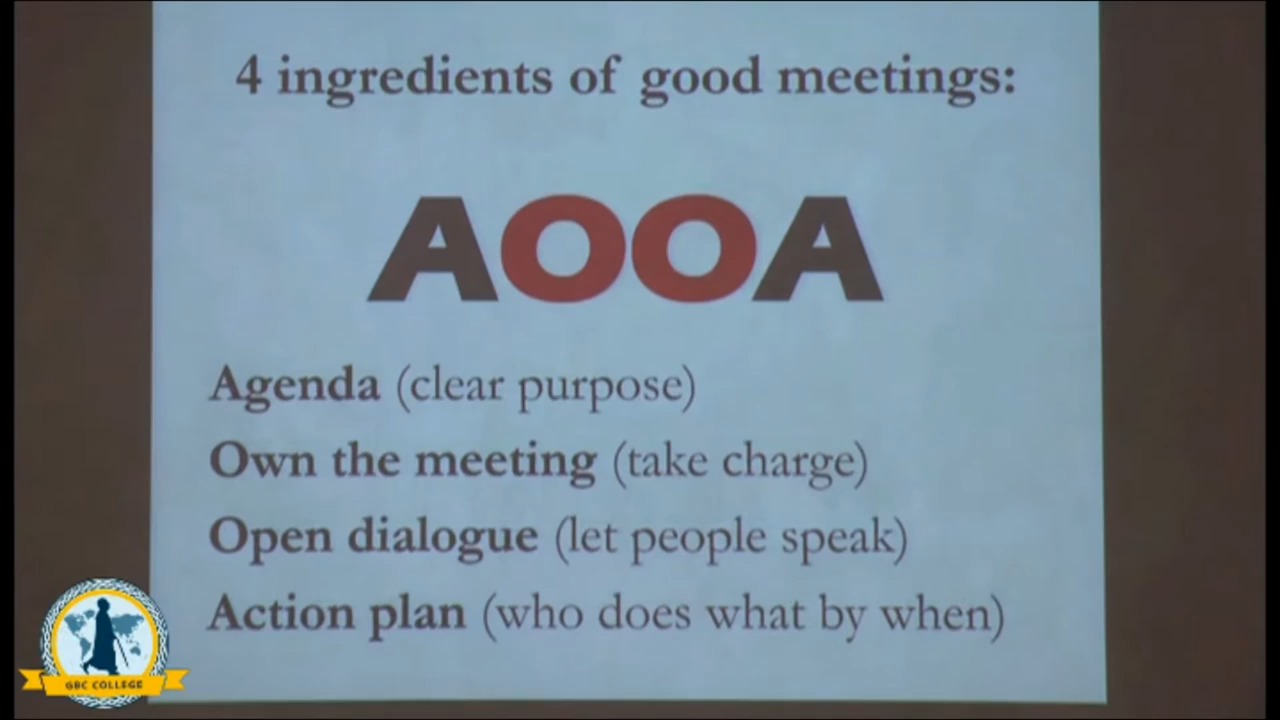 4 ingredients of good meetings:
AOOA
Agenda (clear purpose)
Own the meeting (take charge)
Open dialogue (let people speak)
Action plan (who does what by when)
GBC COLLEGE